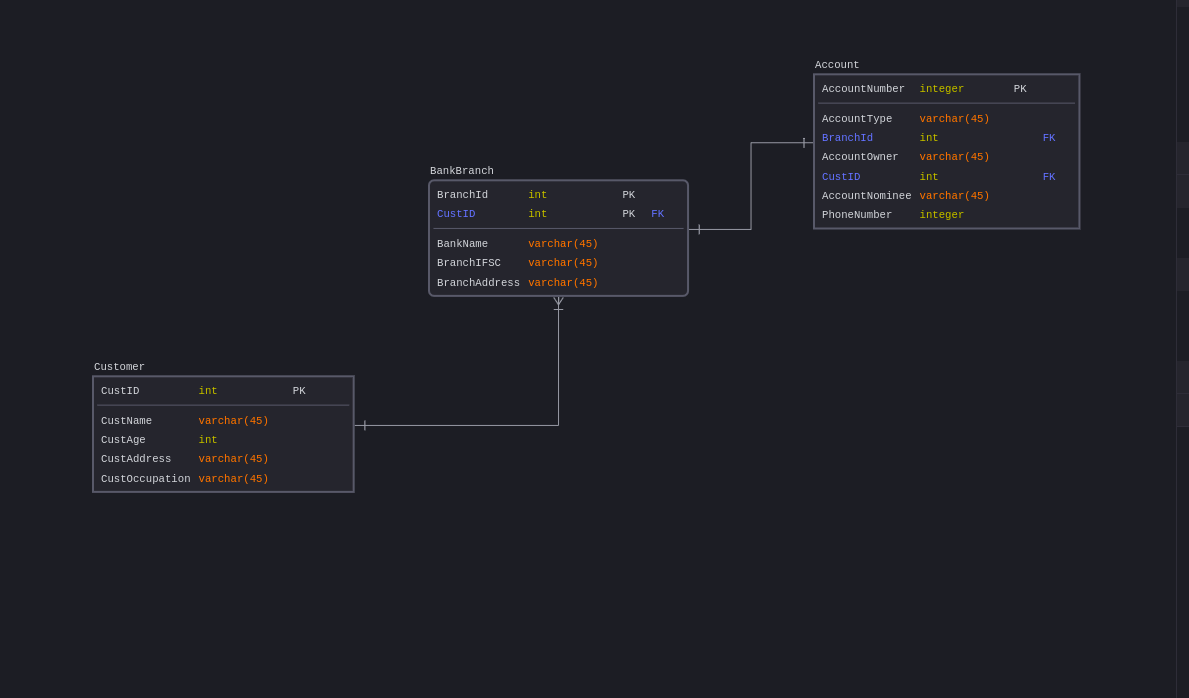 Account
AccountNumber integer PK
AccountType varchar(45)
BranchId int FK
AccountOwner varchar(45)
CustID int FK
AccountNominee varchar(45)
PhoneNumber integer
BankBranch
BranchId int PK
CustID int PK FK
BankName varchar(45)
BranchIFSC varchar(45)
BranchAddress varchar(45)
Customer
CustID int PK
CustName varchar(45)
CustAge int
CustAddress varchar(45)
CustOccupation varchar(45)